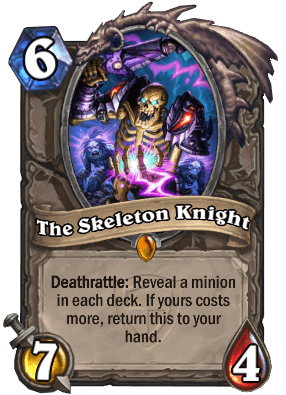 6
The Skeleton Knight
Deathrattle: Reveal a minion
in each deck. If yours costs
more, return this to your
hand.
7
4